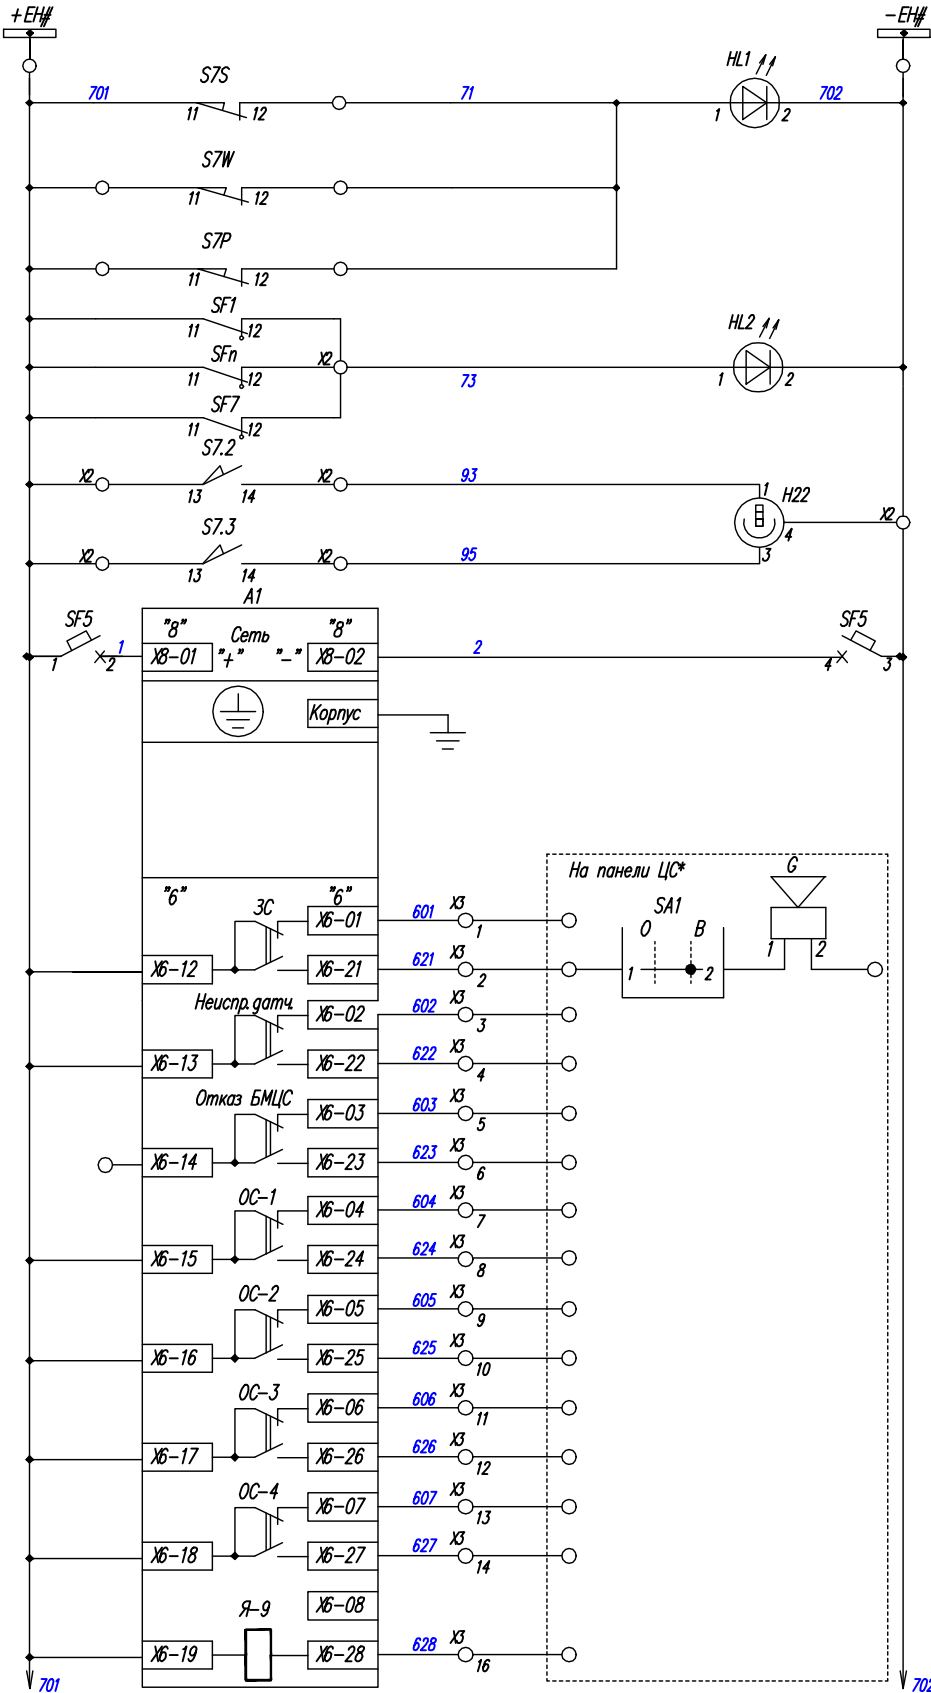 +EH#
-EH#
HL1
S7S
701
71
702
11
12
1
2
S7W
11
12
S7P
11
12
SF1
11
12
HL2
SFn
X2
11
12
73
1
2
SF7
11
12
S7.2
X2
X2
93
13
14
1
H22
S7.3
X2
4
X2
X2
95
13
14
3
A1
SF5
"8"
"8"
SF5
Сеть
1
1
2
X8-01
"+"
"-"
X8-02
2
4
3
Корпус
На панели ЦС*
G
"6"
"6"
ЗС
X6-01
601
X3
1
SA1
О
В
1
2
X6-12
X6-21
621
X3
2
1
2
Неиспр.датч.
X6-02
602
X3
3
X6-13
X6-22
622
X3
4
Отказ БМЦС
X6-03
603
X3
5
X6-14
X6-23
623
X3
6
ОС-1
X6-04
604
X3
7
X6-15
X6-24
624
X3
8
ОС-2
X6-05
605
X3
9
X6-16
X6-25
625
X3
10
ОС-3
X6-06
606
X3
11
X6-17
X6-26
626
X3
12
ОС-4
X6-07
607
X3
13
X6-18
X6-27
627
X3
14
Я-9
X6-08
X6-19
X6-28
628
X3
16
701
702